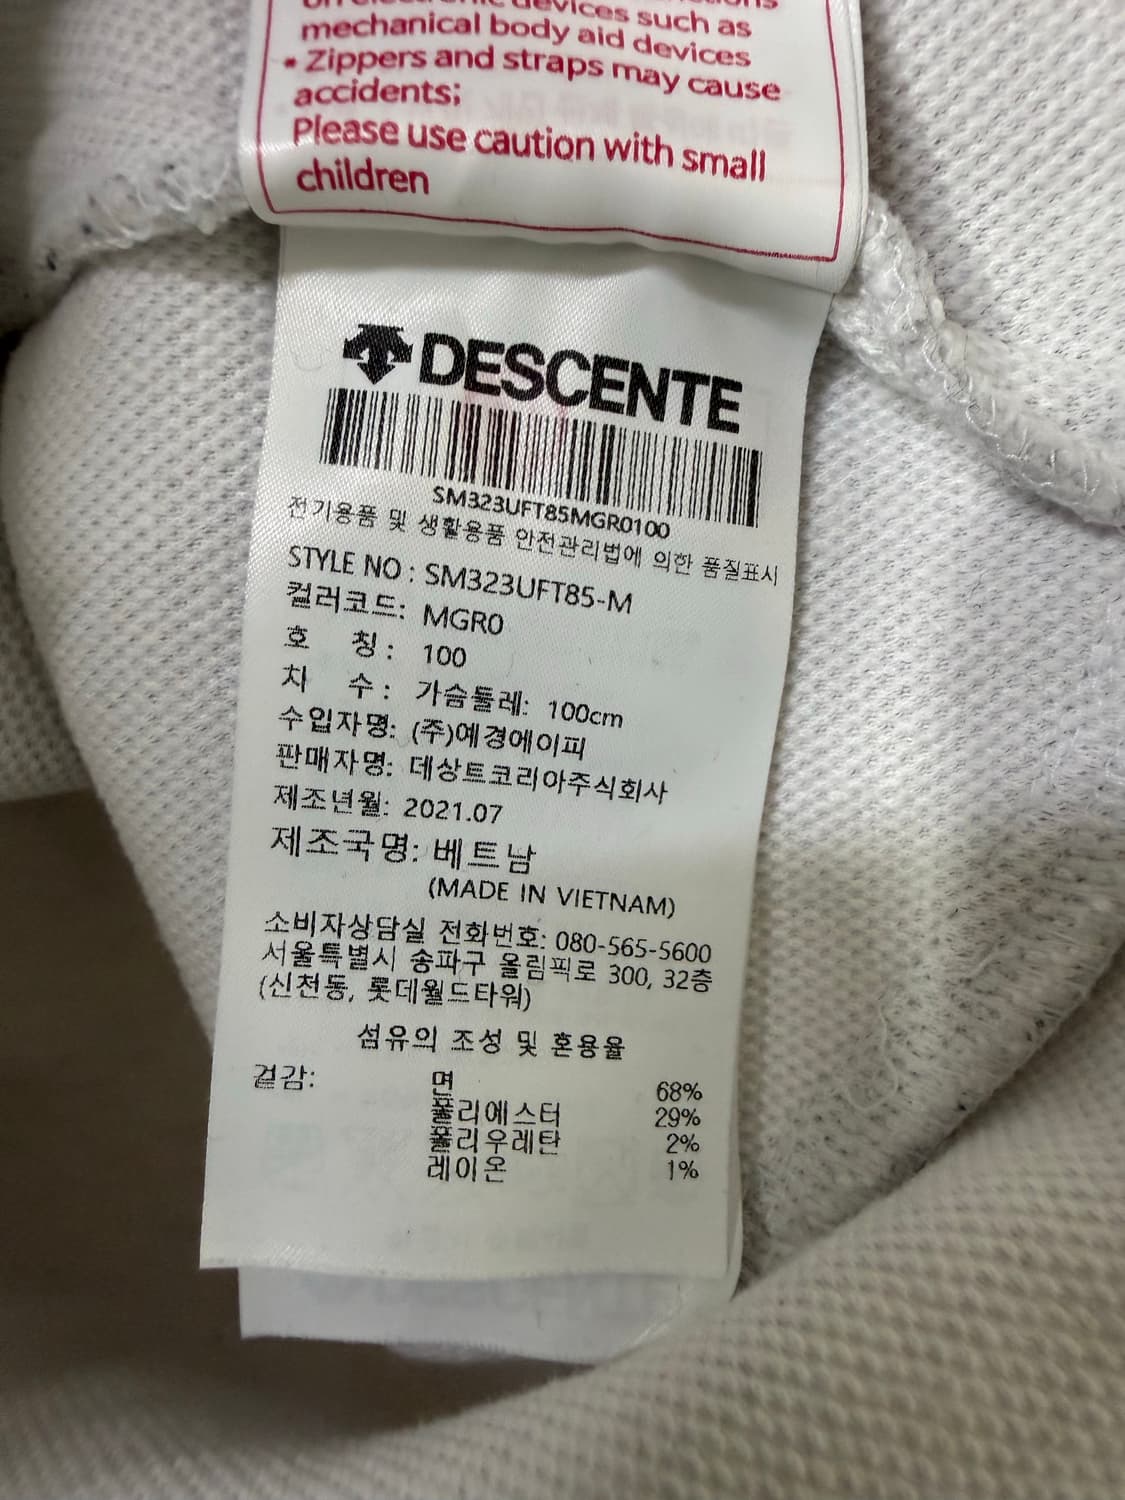 on electronic devices such as
mechanical body aid devices
• Zippers and straps may cause
accidents;
Please use caution with small
children
DESCENTE
SM323UFT85MGR0100
전기용품 및 생활용품 안전관리법에 의한 품질표시
STYLE NO : SM323UFT85-M
컬러코드: MGR0
호 칭 : 100
치 수 : 가슴둘레: 100cm
수입자명: (주)예경에이피
판매자명: 데상트코리아주식회사
제조년월: 2021.07
제조국명: 베트남
(MADE IN VIETNAM)
소비자상담실 전화번호: 080-565-5600
서울특별시 송파구 올림픽로 300, 32층
(신천동, 롯데월드타워)
섬유의 조성 및 혼용율
겉감: 면 68%
폴리에스터 29%
폴리우레탄 2%
레이온 1%